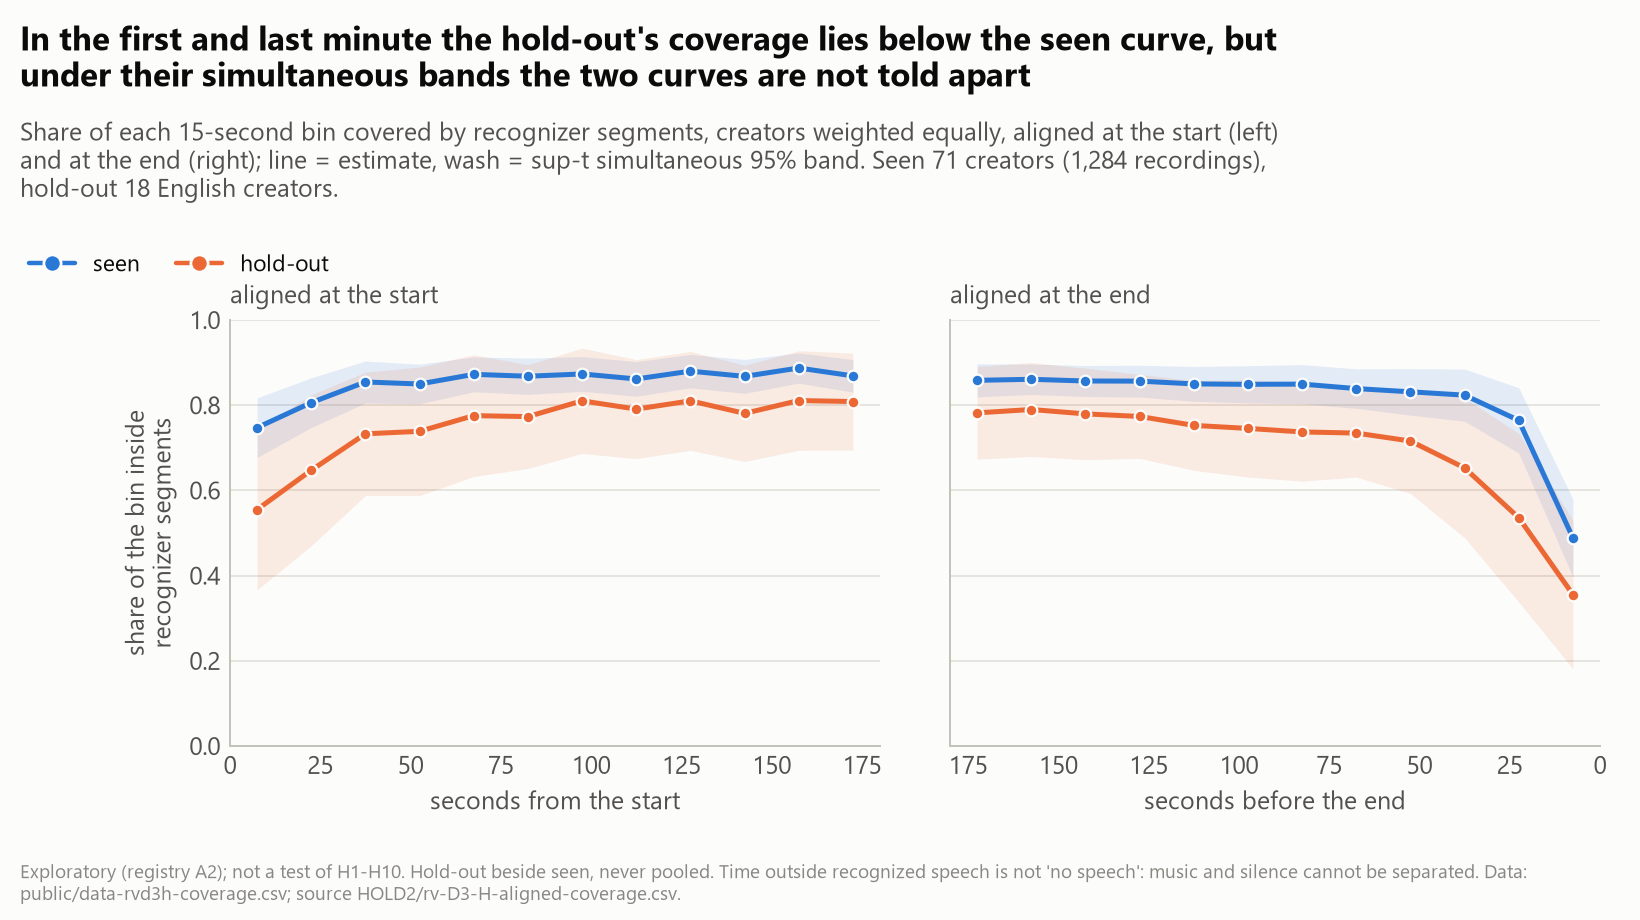 In the first and last minute the hold-out's coverage lies below the seen curve, but
under their simultaneous bands the two curves are not told apart
Share of each 15-second bin covered by recognizer segments, creators weighted equally, aligned at the start (left)
and at the end (right); line = estimate, wash = sup-t simultaneous 95% band. Seen 71 creators (1,284 recordings),
hold-out 18 English creators.
seen
hold-out
aligned at the start
aligned at the end
share of the bin inside
recognizer segments
1.0
0.8
0.6
0.4
0.2
0.0
0 25 50 75 100 125 150 175
175 150 125 100 75 50 25 0
seconds from the start
seconds before the end
Exploratory (registry A2); not a test of H1-H10. Hold-out beside seen, never pooled. Time outside recognized speech is not 'no speech': music and silence cannot be separated. Data:
public/data-rvd3h-coverage.csv; source HOLD2/rv-D3-H-aligned-coverage.csv.